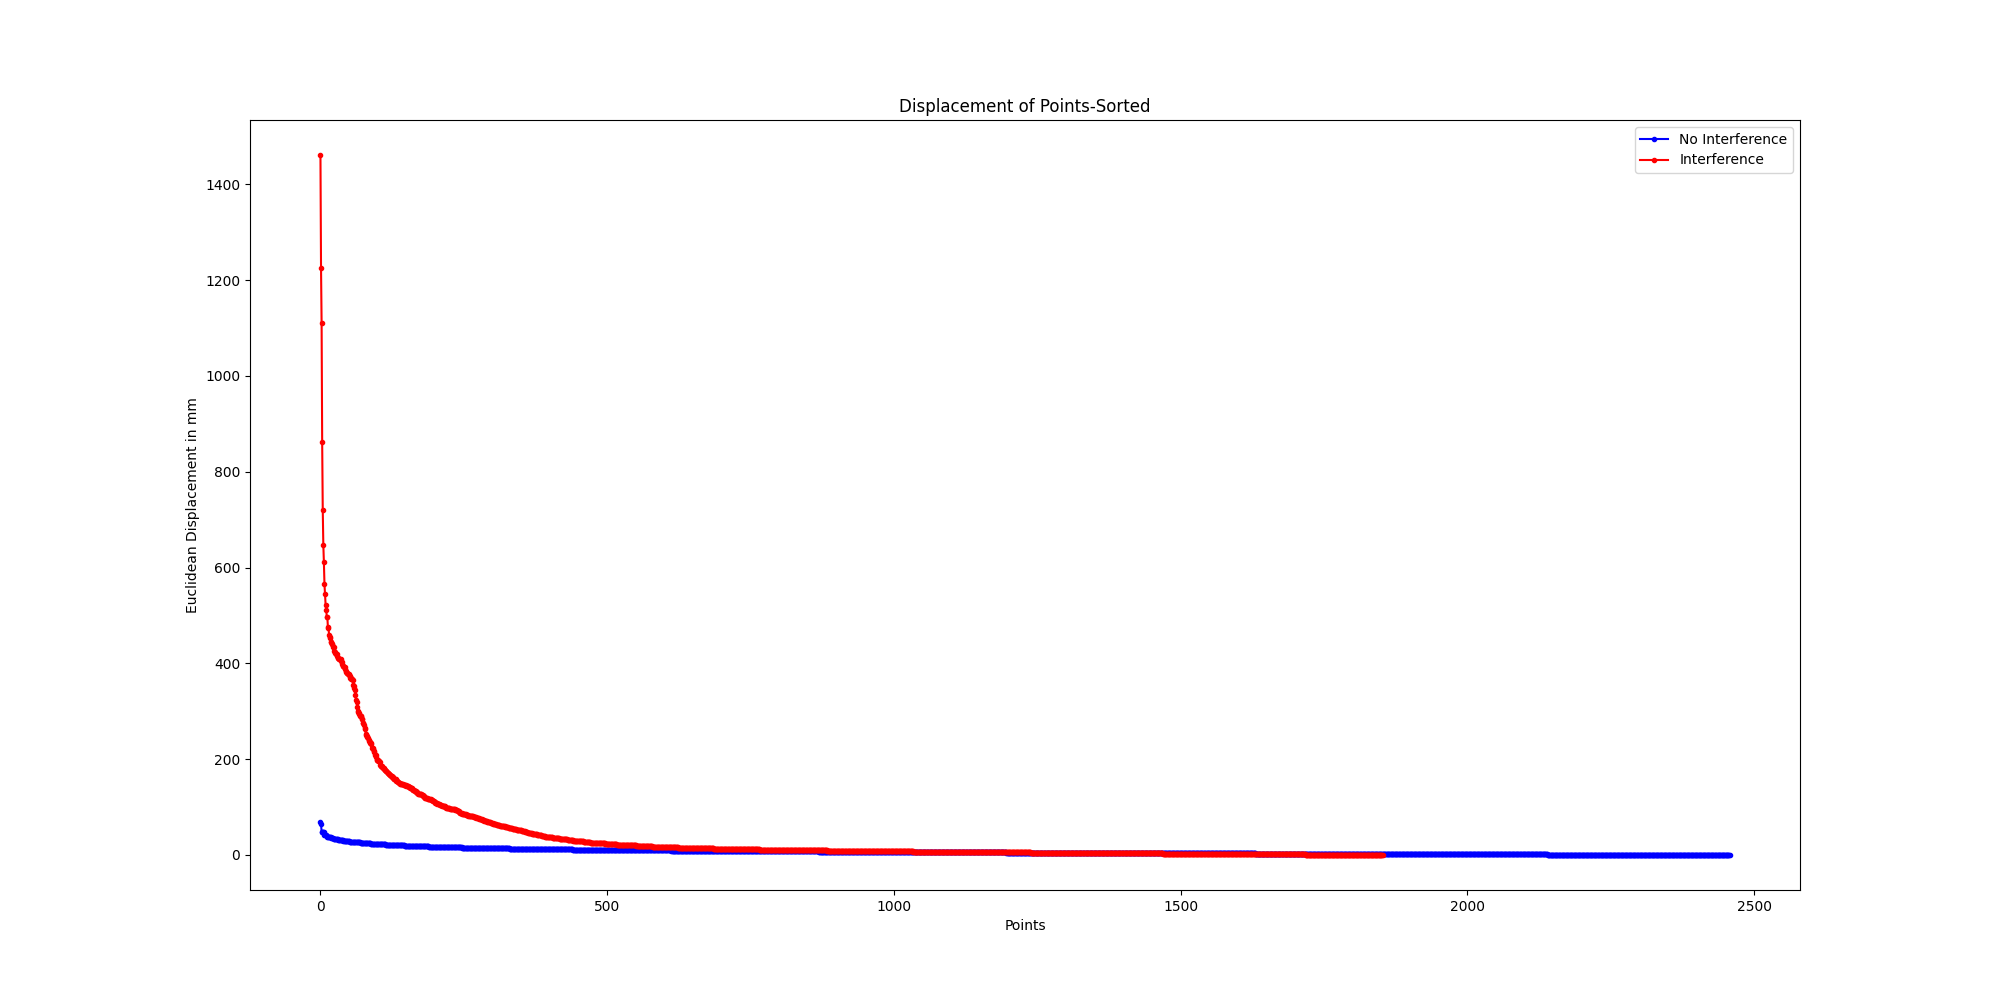 Displacement of Points-Sorted
No Interference
Interference
Euclidean Displacement in mm
1400
1200
1000
800
600
400
200
0
0 500 1000 1500 2000 2500
Points